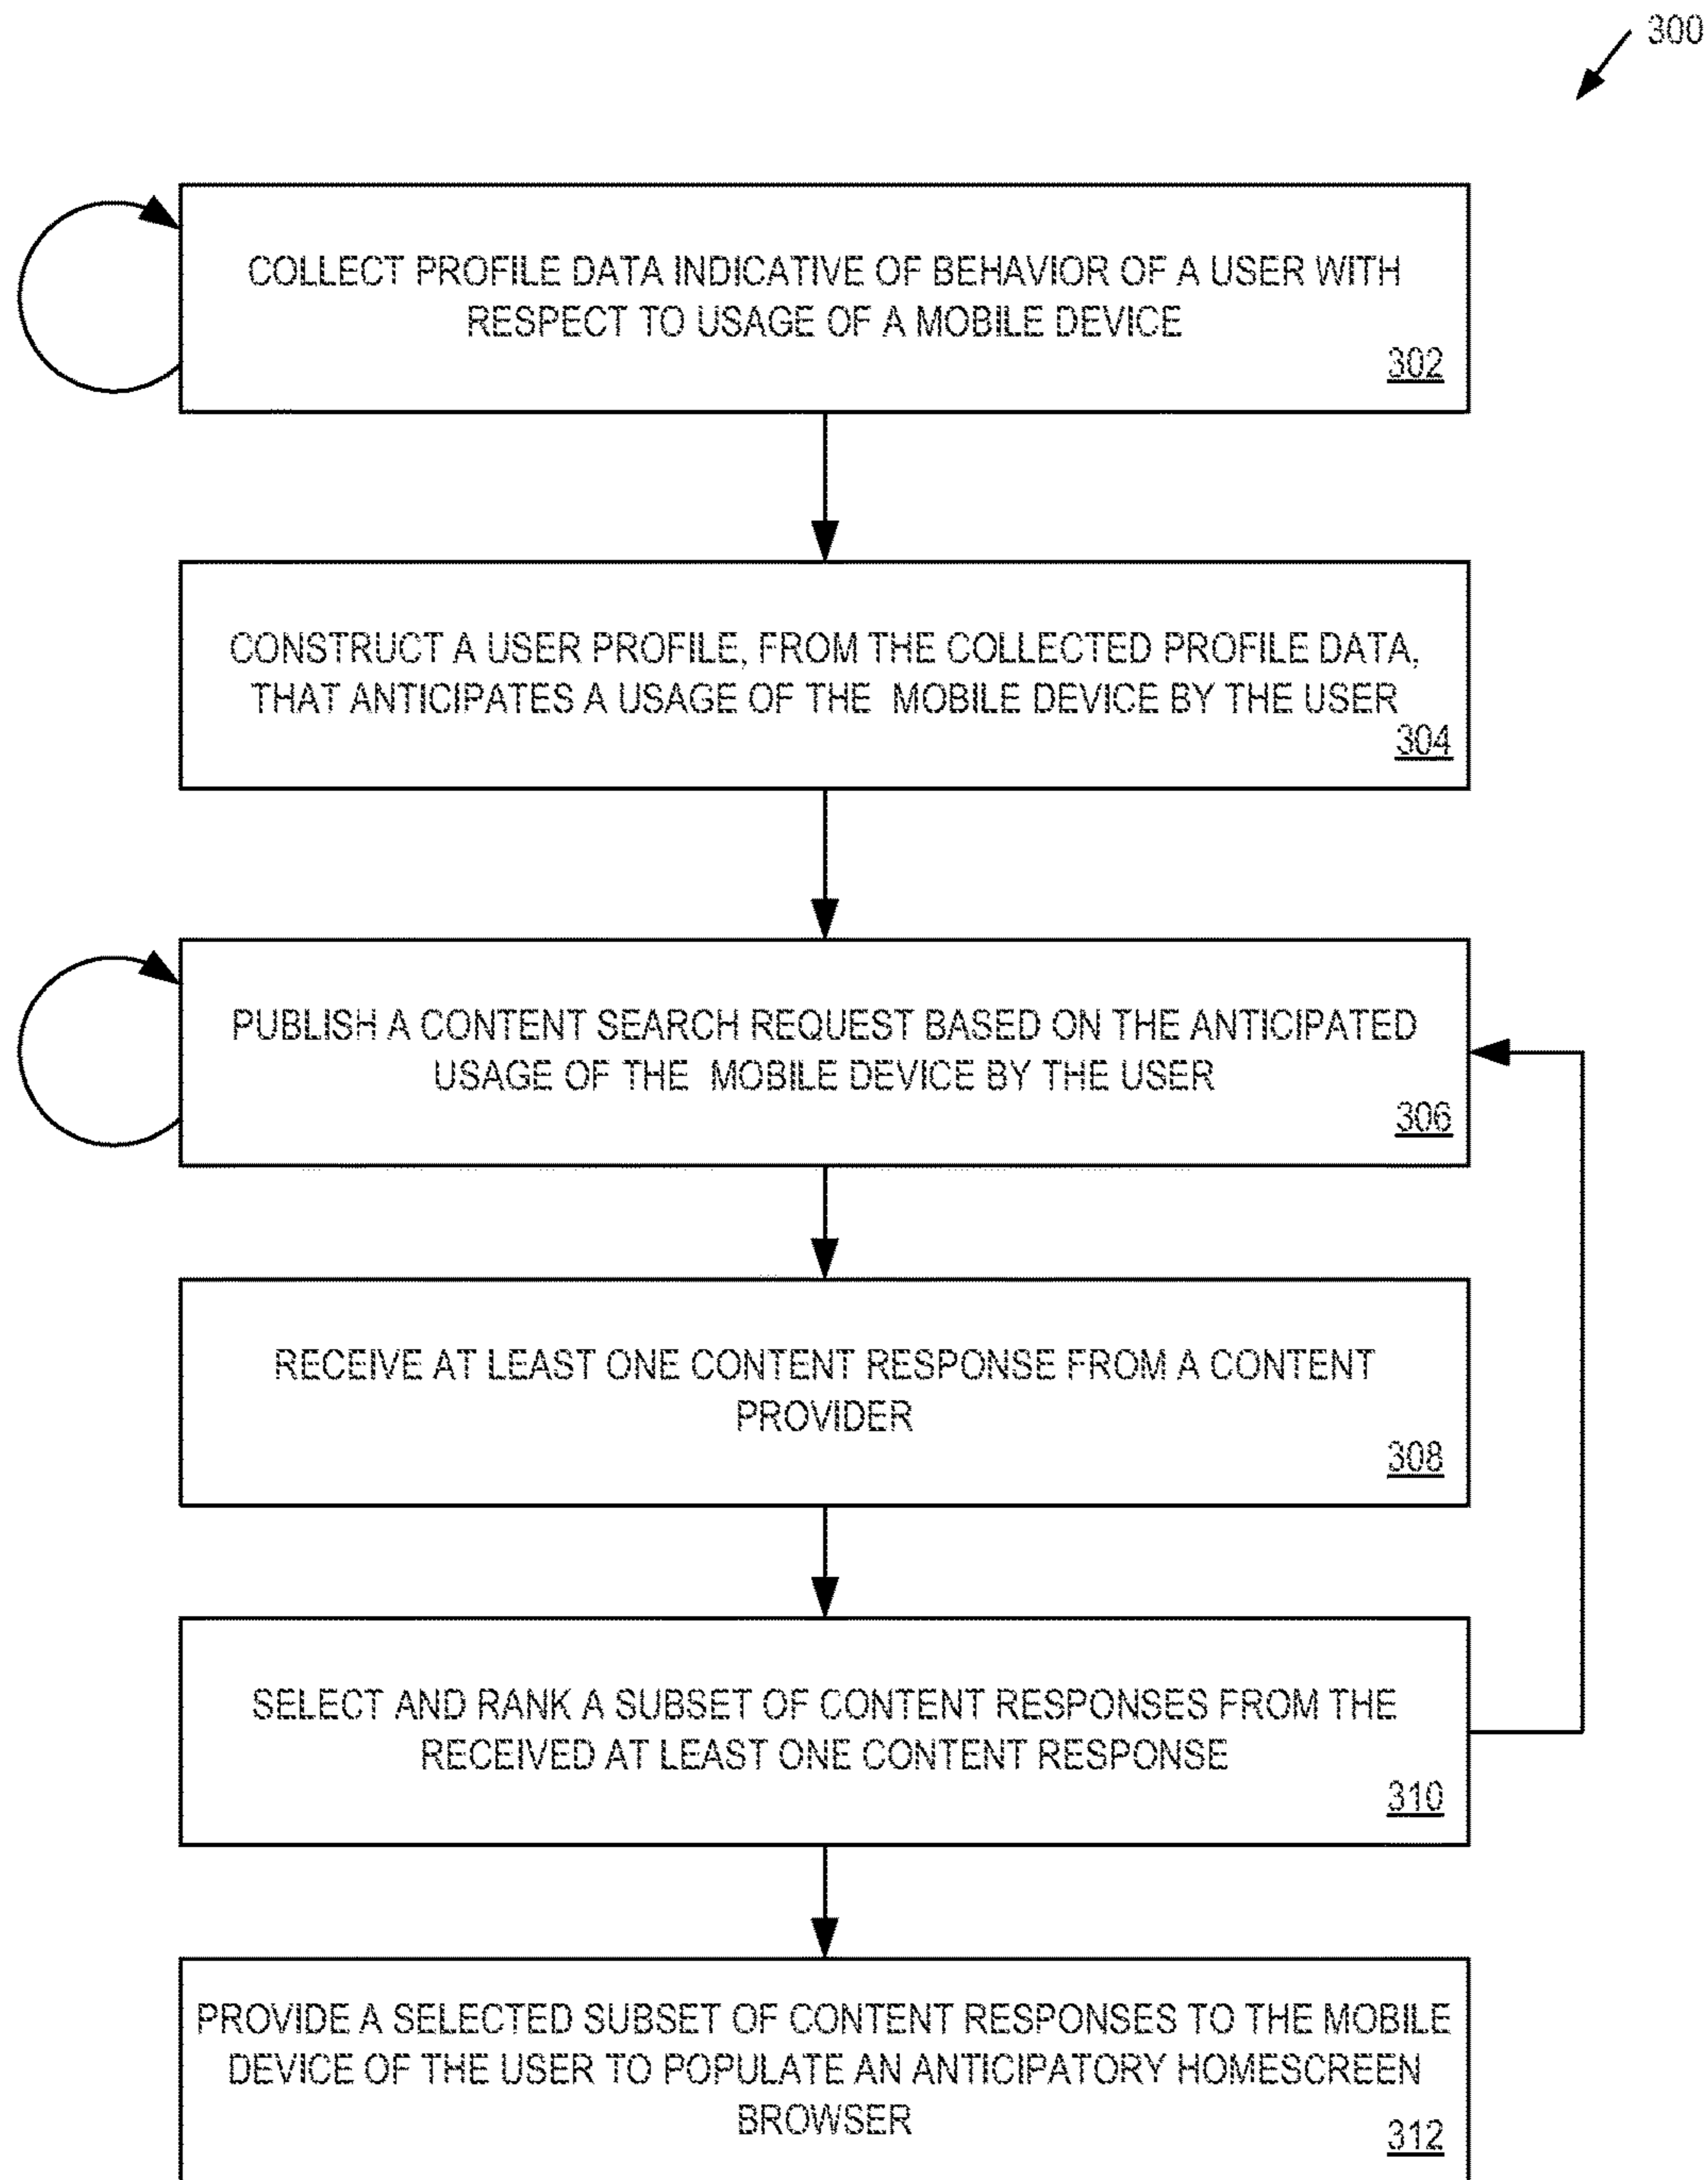 300
COLLECT PROFILE DATA INDICATIVE OF BEHAVIOR OF A USER WITH
RESPECT TO USAGE OF A MOBILE DEVICE
302
CONSTRUCT A USER PROFILE, FROM THE COLLECTED PROFILE DATA,
THAT ANTICIPATES A USAGE OF THE MOBILE DEVICE BY THE USER
304
PUBLISH A CONTENT SEARCH REQUEST BASED ON THE ANTICIPATED
USAGE OF THE MOBILE DEVICE BY THE USER
306
RECEIVE AT LEAST ONE CONTENT RESPONSE FROM A CONTENT
PROVIDER
308
SELECT AND RANK A SUBSET OF CONTENT RESPONSES FROM THE
RECEIVED AT LEAST ONE CONTENT RESPONSE
310
PROVIDE A SELECTED SUBSET OF CONTENT RESPONSES TO THE MOBILE
DEVICE OF THE USER TO POPULATE AN ANTICIPATORY HOMESCREEN
BROWSER
312